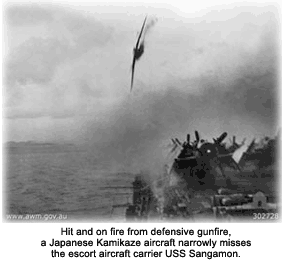 www.awm.gov.au 302728
Hit and on fire from defensive gunfire,
a Japanese Kamikaze aircraft narrowly misses
the escort aircraft carrier USS Sangamon.